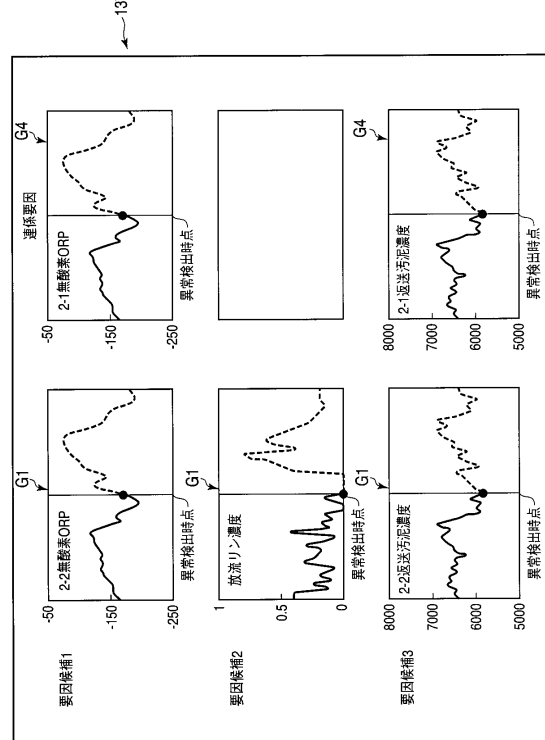 13
要因候補1
G1
-50
-150
-250
2-2無酸素ORP
異常検出時点
連係要因
G4
-50
-150
-250
2-1無酸素ORP
異常検出時点
要因候補2
G1
1
0.5
0
放流リン濃度
異常検出時点
要因候補3
G1
8000
7000
6000
5000
2-2返送汚泥濃度
異常検出時点
G4
8000
7000
6000
5000
2-1返送汚泥濃度
異常検出時点